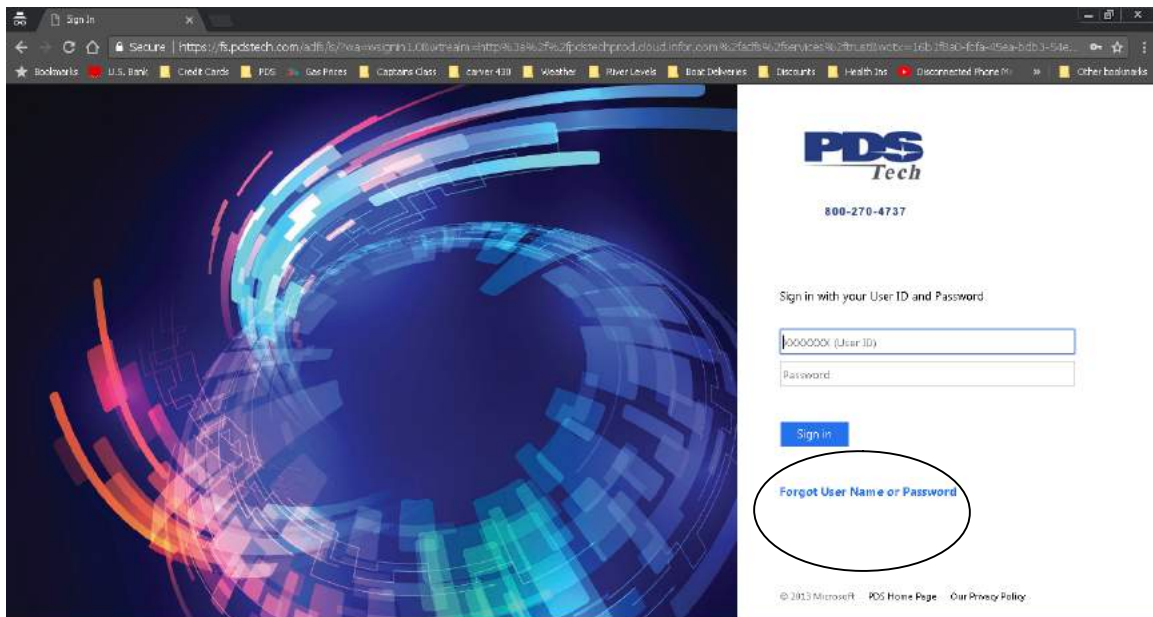 Sign In
Secure | https://fs.pdstech.com/adfs/ls/?wa=wsignin1.0&wtrealm=http%3a%2f%2fpdstechprod.cloud.infor.com%2fadfs%2fservices%2ftrust&wctx=
Bookmarks U.S. Bank Credit Cards PDS Gas Prices Captains Class carver 430 Weather River Levels Boat Deliveries Discounts Health Ins Disconnected Phone » Other bookmarks
PDS
Tech
800-270-4737
Sign in with your User ID and Password
(User ID)
Password
Sign in
Forgot User Name or Password
© 2013 Microsoft PDS Home Page Our Privacy Policy